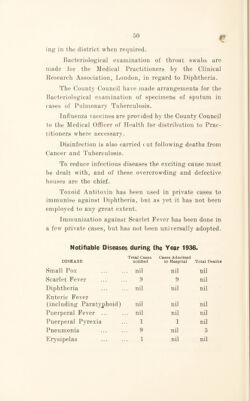 50
ing in the district when required.
Bacteriological examination of throat swabs are
made for the Medical Practitioners by the Clinical
Research Association, London, in regard to Diphtheria.
The County Council have made arrangements for the
Bacteriological examination of specimens of sputum in
cases of Pulmonary Tuberculosis.
Influenza vaccines are provided by the County Council
to the Medical Officer of Health for distribution to Prac-
titioners where necessary.
Disinfection is also carried out following deaths from
Cancer and Tuberculosis.
To reduce infectious diseases the exciting cause must
be dealt with, and of these overcrowding and defective
houses are the chief.
Toxoid Antitoxin has been used in private cases to
immunise against Diphtheria, but as yet it has not been
employed to any great extent.
Immunization against Scarlet Fever has been done in
a few private cases, but has not been universally adopted.
Notifiable Diseases during the Year 1936.
DISEASE Total Cases notified Cases Admitted to Hospital Total Deaths
Small Pox ... ... nil nil nil
Scarlet Fever ... ... 9 9 nil
Diphtheria ... ... nil nil nil
Enteric Fever
(including Paratyphoid) nil nil nil
Puerperal Fever ... ... nil nil nil
Puerperal Pyrexia ... 1 1 nil
Pneumonia ... ... 9 nil 3
Erysipelas ... ... 1 nil nil